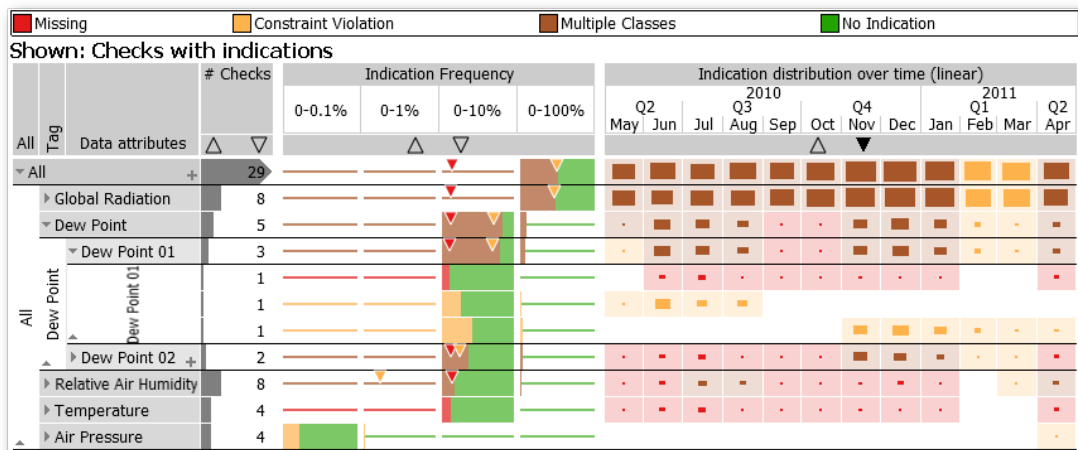 Missing Constraint Violation Multiple Classes No Indication
Shown: Checks with indications
# Checks Indication Frequency Indication distribution over time (linear)
2010 2011
0-0.1% 0-1% 0-10% 0-100% Q2 Q3 Q4 Q1 Q2
May Jun Jul Aug Sep Oct Nov Dec Jan Feb Mar Apr
All Tag Data attributes
All 29
Global Radiation 8
Dew Point 5
Dew Point 01 3
All Dew Point Dew Point 01
1
1
1
Dew Point 02 2
Relative Air Humidity 8
Temperature 4
Air Pressure 4